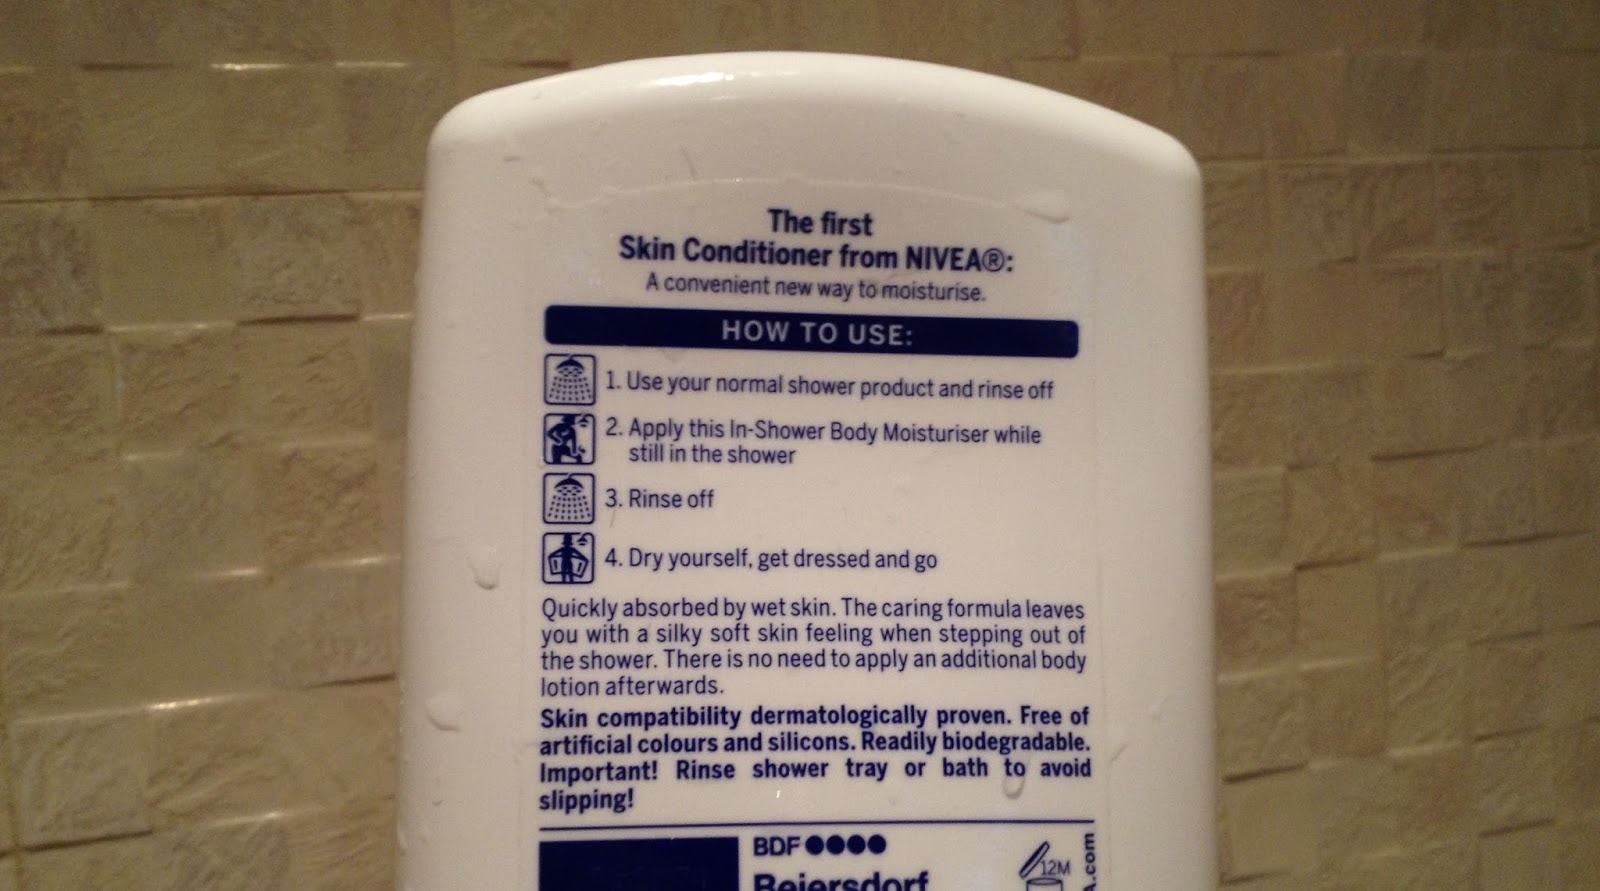 The first
Skin Conditioner from NIVEA®:
A convenient new way to moisturise.
HOW TO USE:
1. Use your normal shower product and rinse off
2. Apply this In-Shower Body Moisturiser while
still in the shower
3. Rinse off
4. Dry yourself, get dressed and go
Quickly absorbed by wet skin. The caring formula leaves
you with a silky soft skin feeling when stepping out of
the shower. There is no need to apply an additional body
lotion afterwards.
Skin compatibility dermatologically proven. Free of
artificial colours and silicons. Readily biodegradable.
Important! Rinse shower tray or bath to avoid
slipping!
BDF●●●●
Beiersdorf
12M
A.com